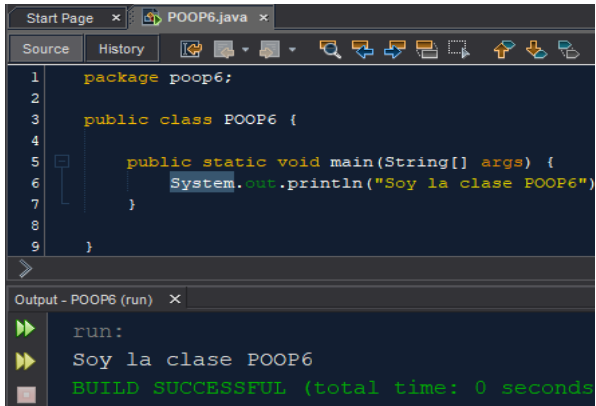 Start Page × POOP6.java ×
Source History
1 package poop6;
2
3 public class POOP6 {
4
5 public static void main(String[] args) {
6 System.out.println("Soy la clase POOP6")
7 }
8
9 }
Output - POOP6 (run) ×
run:
Soy la clase POOP6
BUILD SUCCESSFUL (total time: 0 seconds